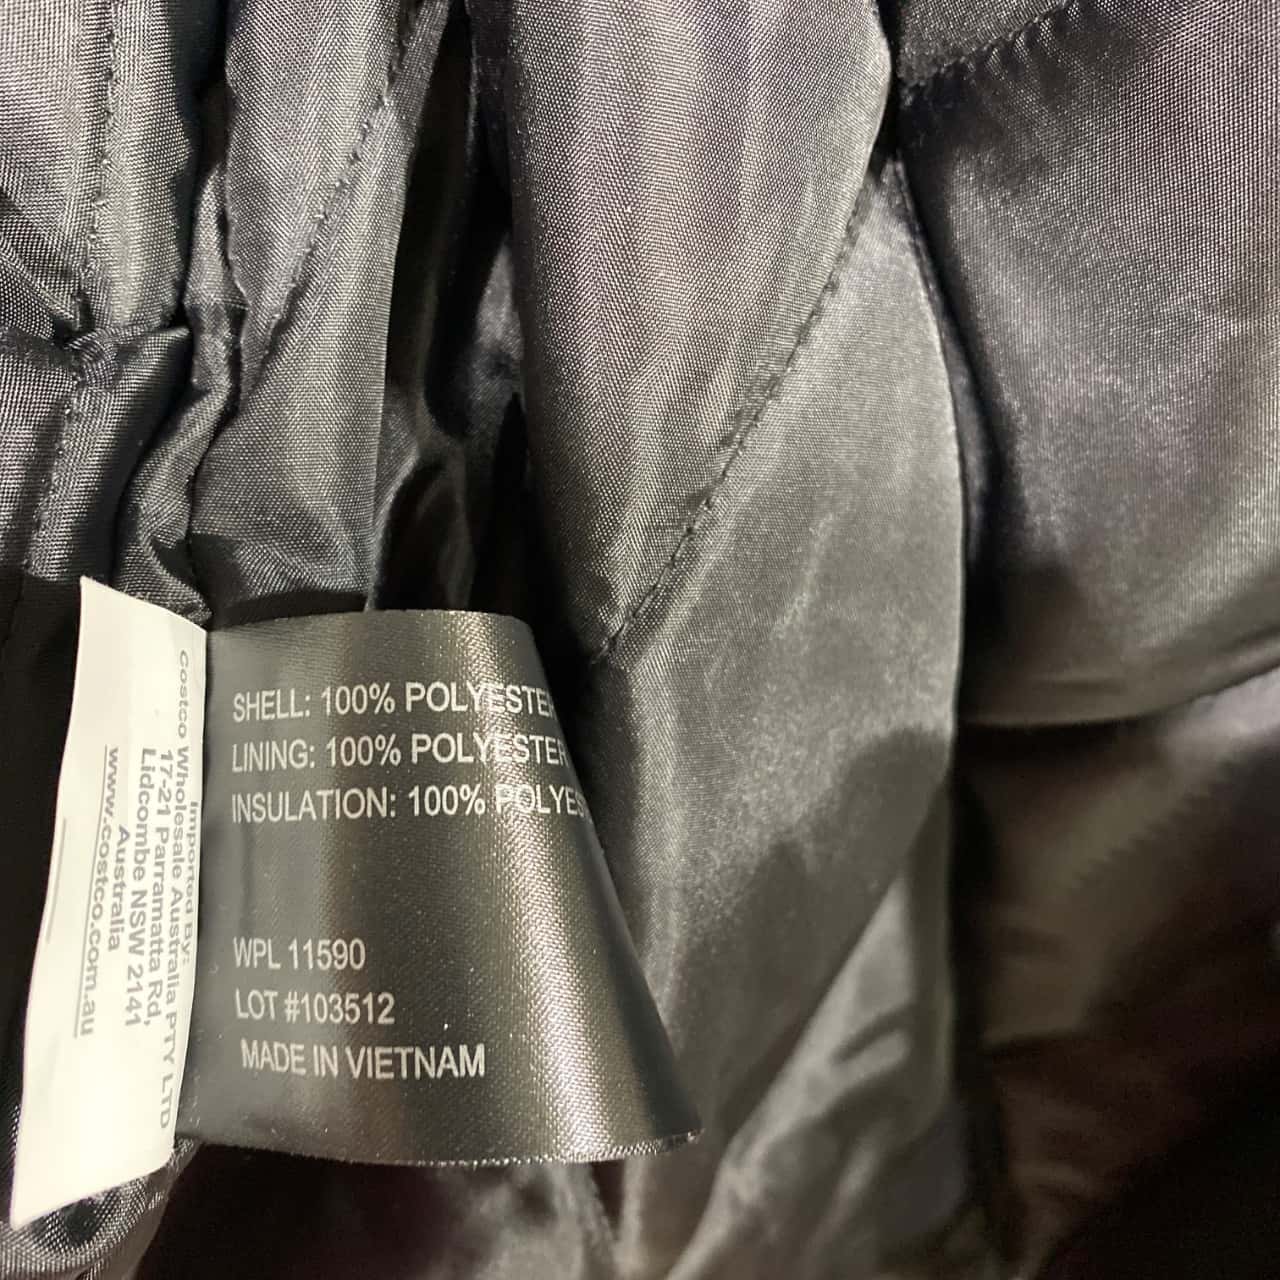 SHELL: 100% POLYESTER
LINING: 100% POLYESTER
INSULATION: 100% POLYES
WPL 11590
LOT #103512
MADE IN VIETNAM
Imported By:
Costco Wholesale Australia PTY LTD
17-21 Parramatta Rd,
Lidcombe NSW 2141
Australia
www.costco.com.au